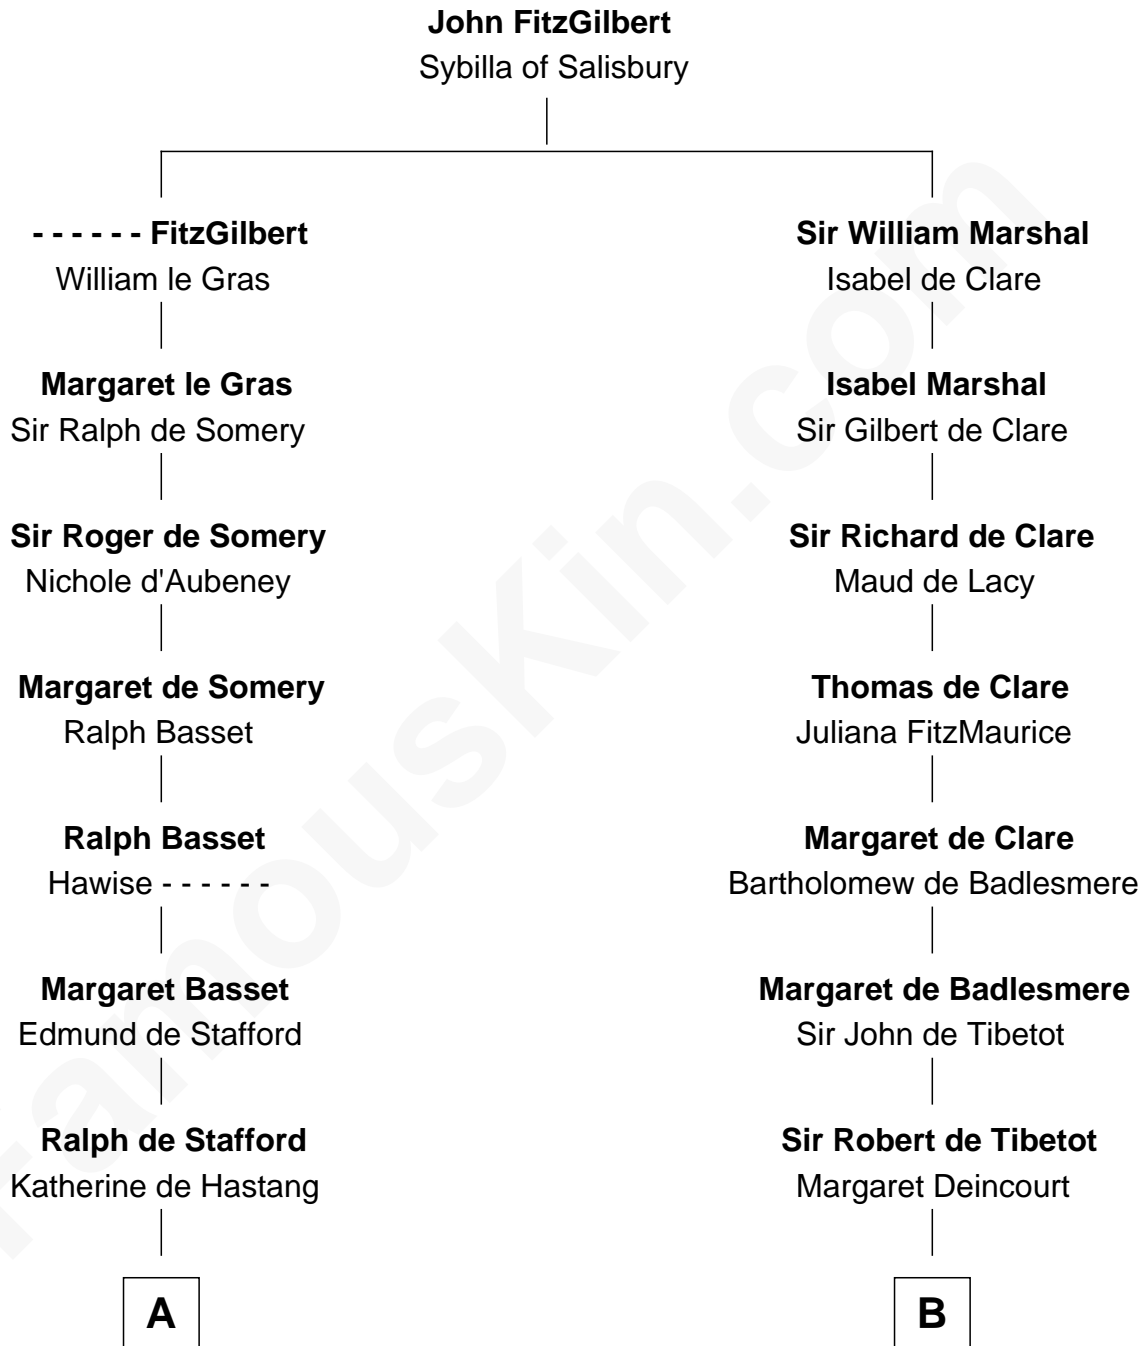 John FitzGilbert
Sybilla of Salisbury
- - - - - - FitzGilbert
William le Gras
Margaret le Gras
Sir Ralph de Somery
Sir Roger de Somery
Nichole d'Aubeney
Margaret de Somery
Ralph Basset
Ralph Basset
Hawise - - - - - -
Margaret Basset
Edmund de Stafford
Ralph de Stafford
Katherine de Hastang
A
Sir William Marshal
Isabel de Clare
Isabel Marshal
Sir Gilbert de Clare
Sir Richard de Clare
Maud de Lacy
Thomas de Clare
Juliana FitzMaurice
Margaret de Clare
Bartholomew de Badlesmere
Margaret de Badlesmere
Sir John de Tibetot
Sir Robert de Tibetot
Margaret Deincourt
B
FamousKin.com